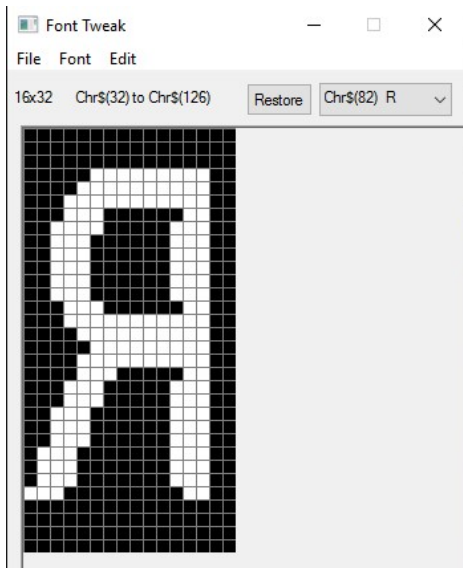 Font Tweak
File Font Edit
16x32 Chr$(32) to Chr$(126) Restore Chr$(82) R
Я